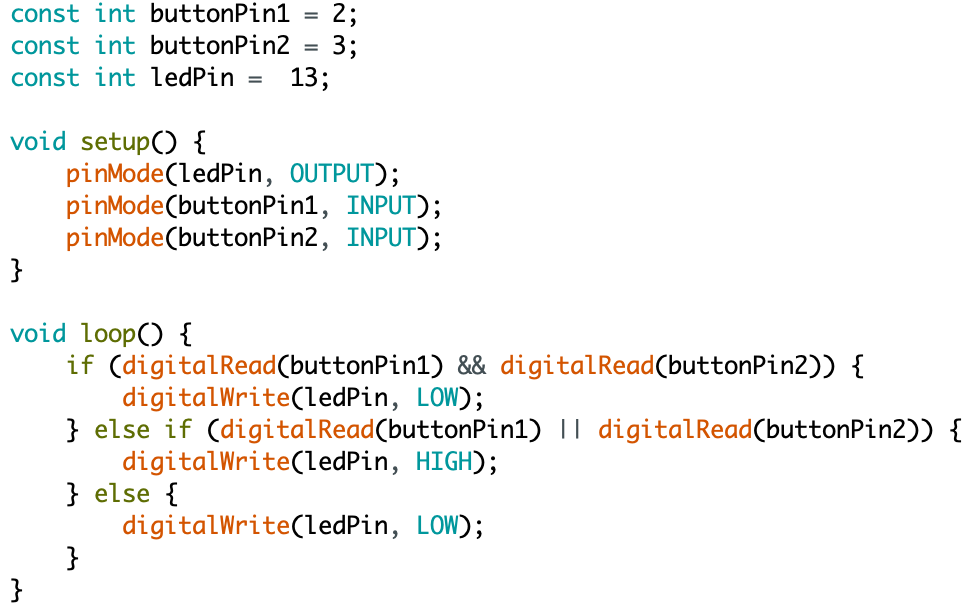 const int buttonPin1 = 2;
const int buttonPin2 = 3;
const int ledPin =  13;

void setup() {
    pinMode(ledPin, OUTPUT);
    pinMode(buttonPin1, INPUT);
    pinMode(buttonPin2, INPUT);
}

void loop() {
    if (digitalRead(buttonPin1) && digitalRead(buttonPin2)) {
        digitalWrite(ledPin, LOW);
    } else if (digitalRead(buttonPin1) || digitalRead(buttonPin2)) {
        digitalWrite(ledPin, HIGH);
    } else {
        digitalWrite(ledPin, LOW);
    }
}